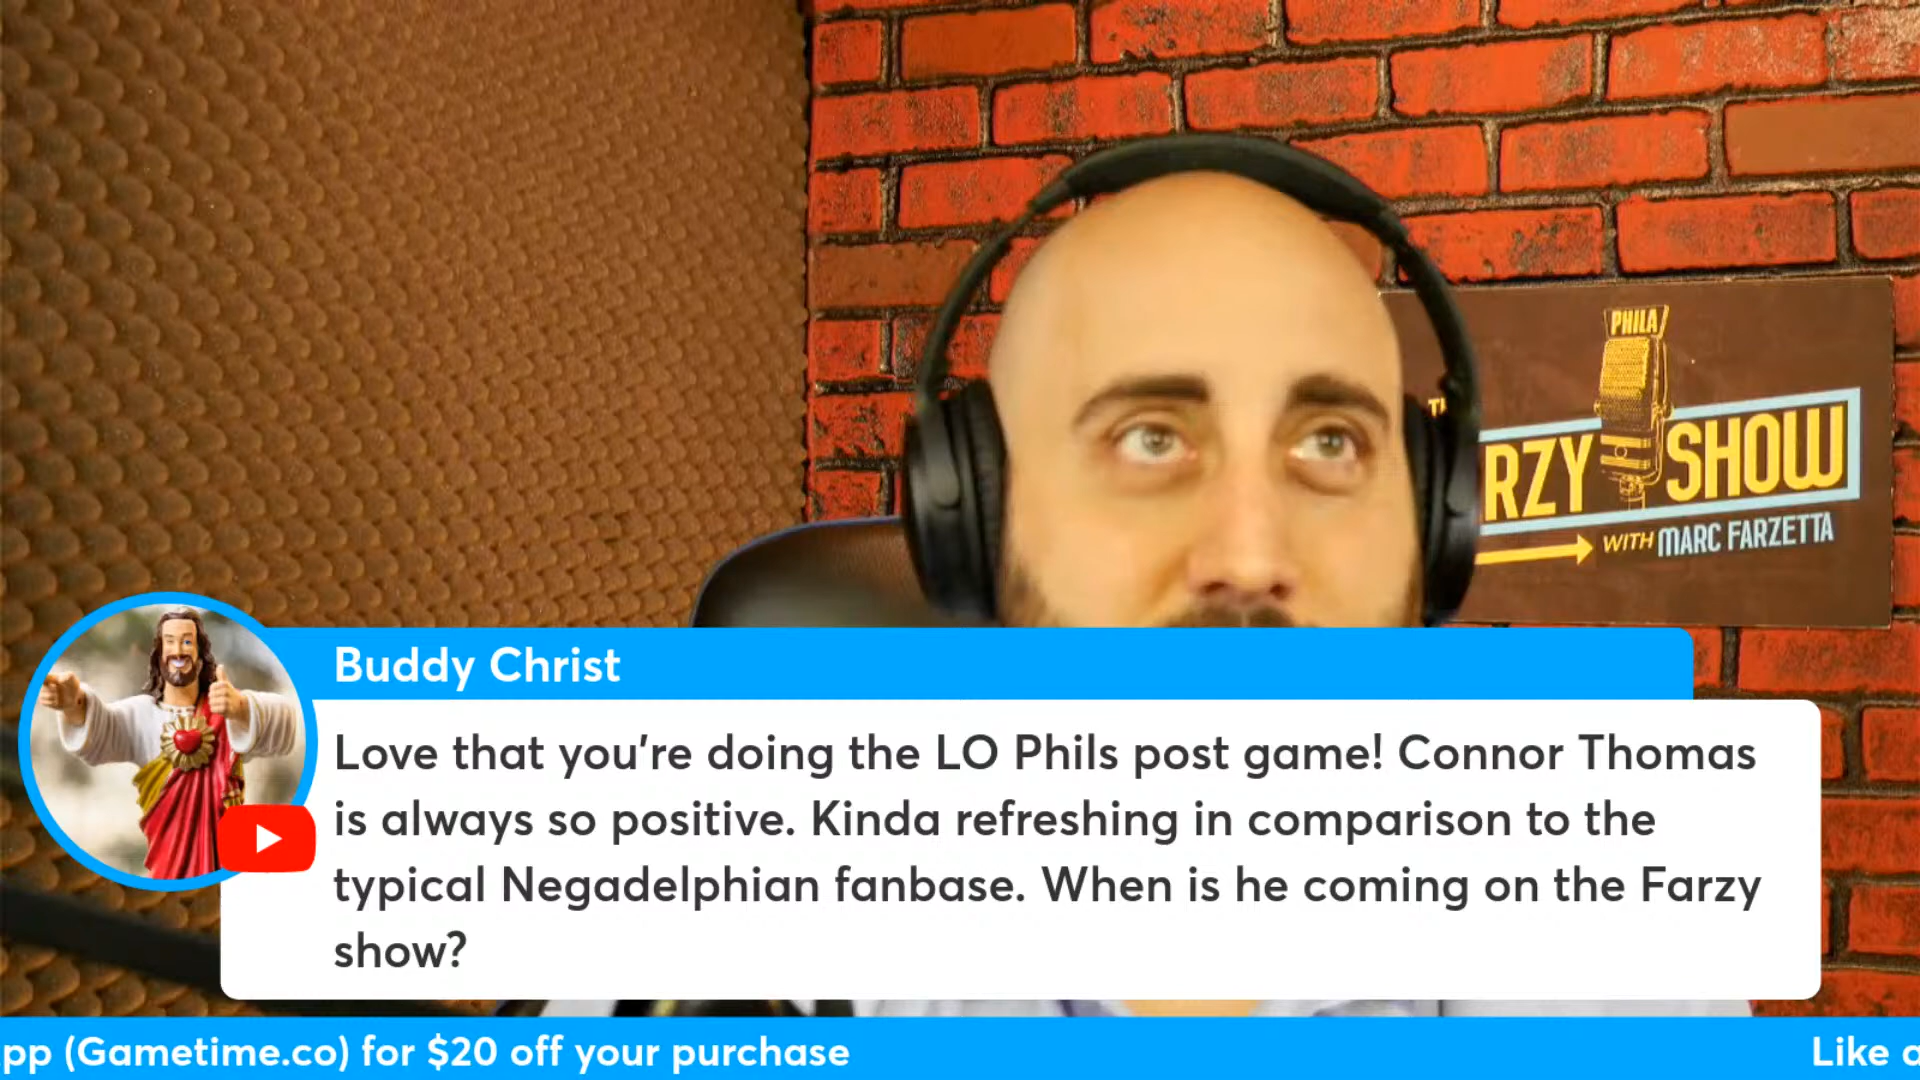 PHILA
RZY SHOW
WITH MARC FARZETTA
Buddy Christ
Love that you're doing the LO Phils post game! Connor Thomas
is always so positive. Kinda refreshing in comparison to the
typical Negadelphian fanbase. When is he coming on the Farzy
show?
pp (Gametime.co) for $20 off your purchase
Like